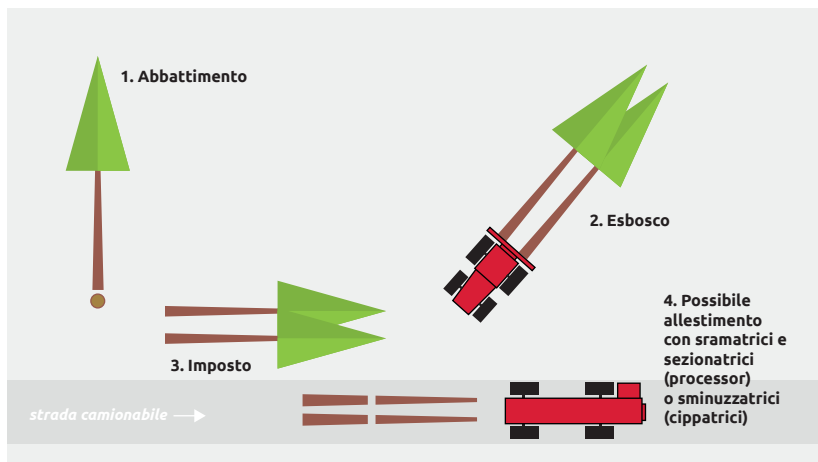 1. Abbattimento
2. Esbosco
3. Imposto
4. Possibile
allestimento
con sramatrici e
sezionatrici
(processor)
o sminuzzatrici
(cippatrici)
strada camionabile